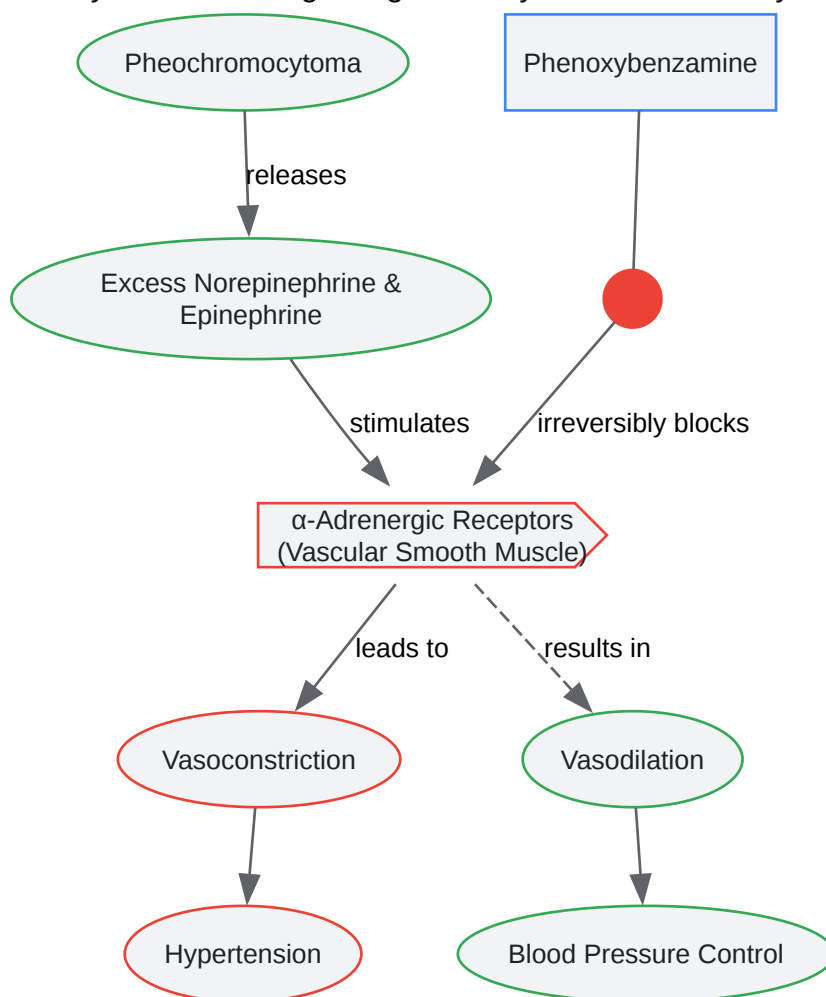 Pheochromocytoma
Phenoxybenzamine
releases
Excess Norepinephrine &
Epinephrine
stimulates
irreversibly blocks
α-Adrenergic Receptors
(Vascular Smooth Muscle)
leads to
results in
Vasoconstriction
Vasodilation
Hypertension
Blood Pressure Control